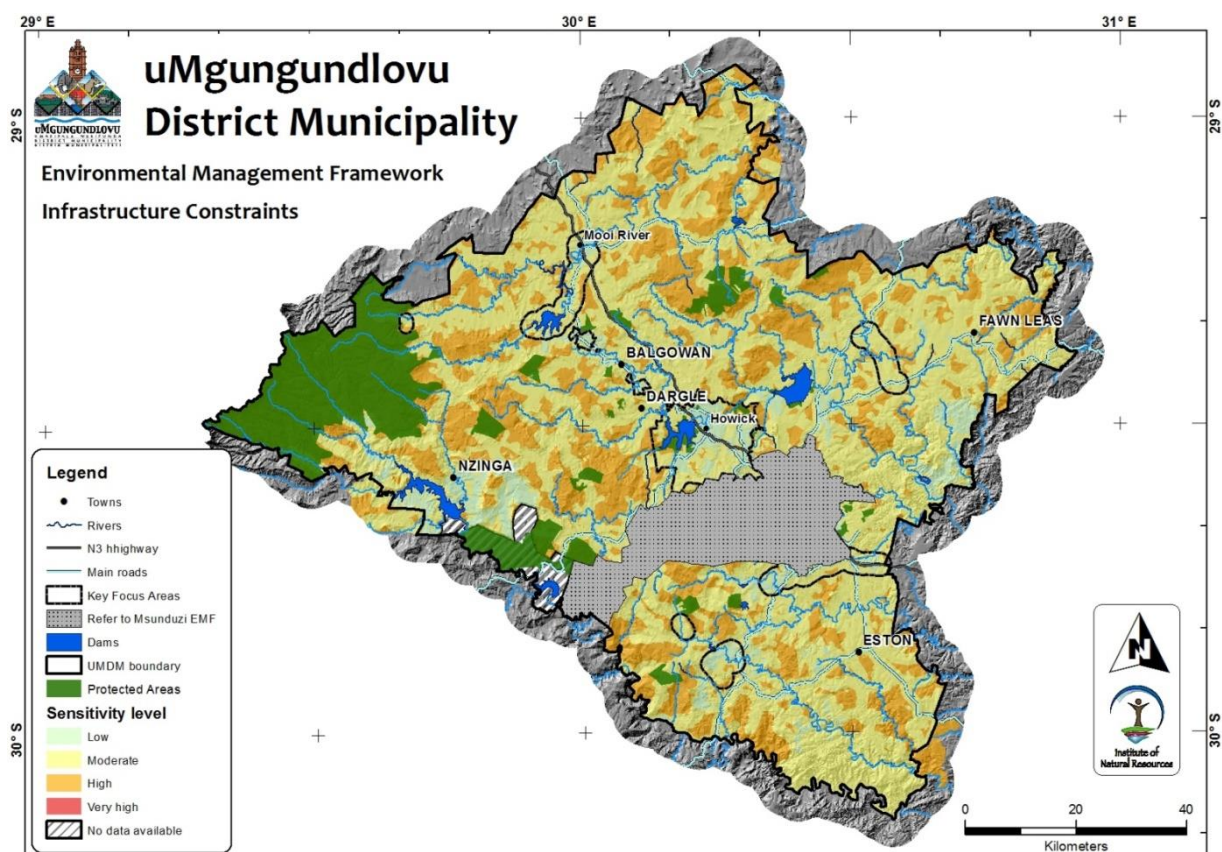 29° E
30° E
31° E
29° S
29° S
30° S
30° S
uMGUNGUNDLOVU
DISTRICT MUNICIPALITY
uMgungundlovu
District Municipality
Environmental Management Framework
Infrastructure Constraints
Mooi River
FAWN LEAS
BALGOWAN
DARGLE
Howick
NZINGA
ESTON
Legend
Towns
Rivers
N3 hhighway
Main roads
Key Focus Areas
Refer to Msunduzi EMF
Dams
UMDM boundary
Protected Areas
Sensitivity level
Low
Moderate
High
Very high
No data available
N
Institute of
Natural Resources
0 20 40
Kilometers